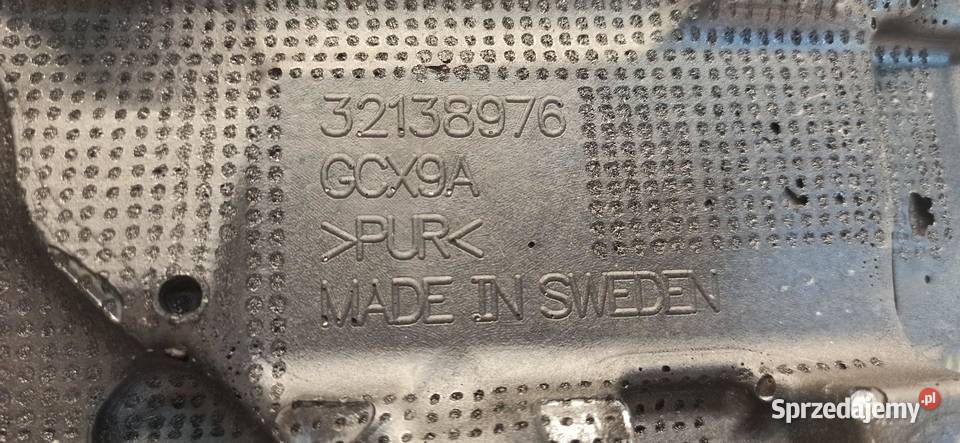 32138976
GCX9A
>PUR<
MADE IN SWEDEN
Sprzedajemy.pl